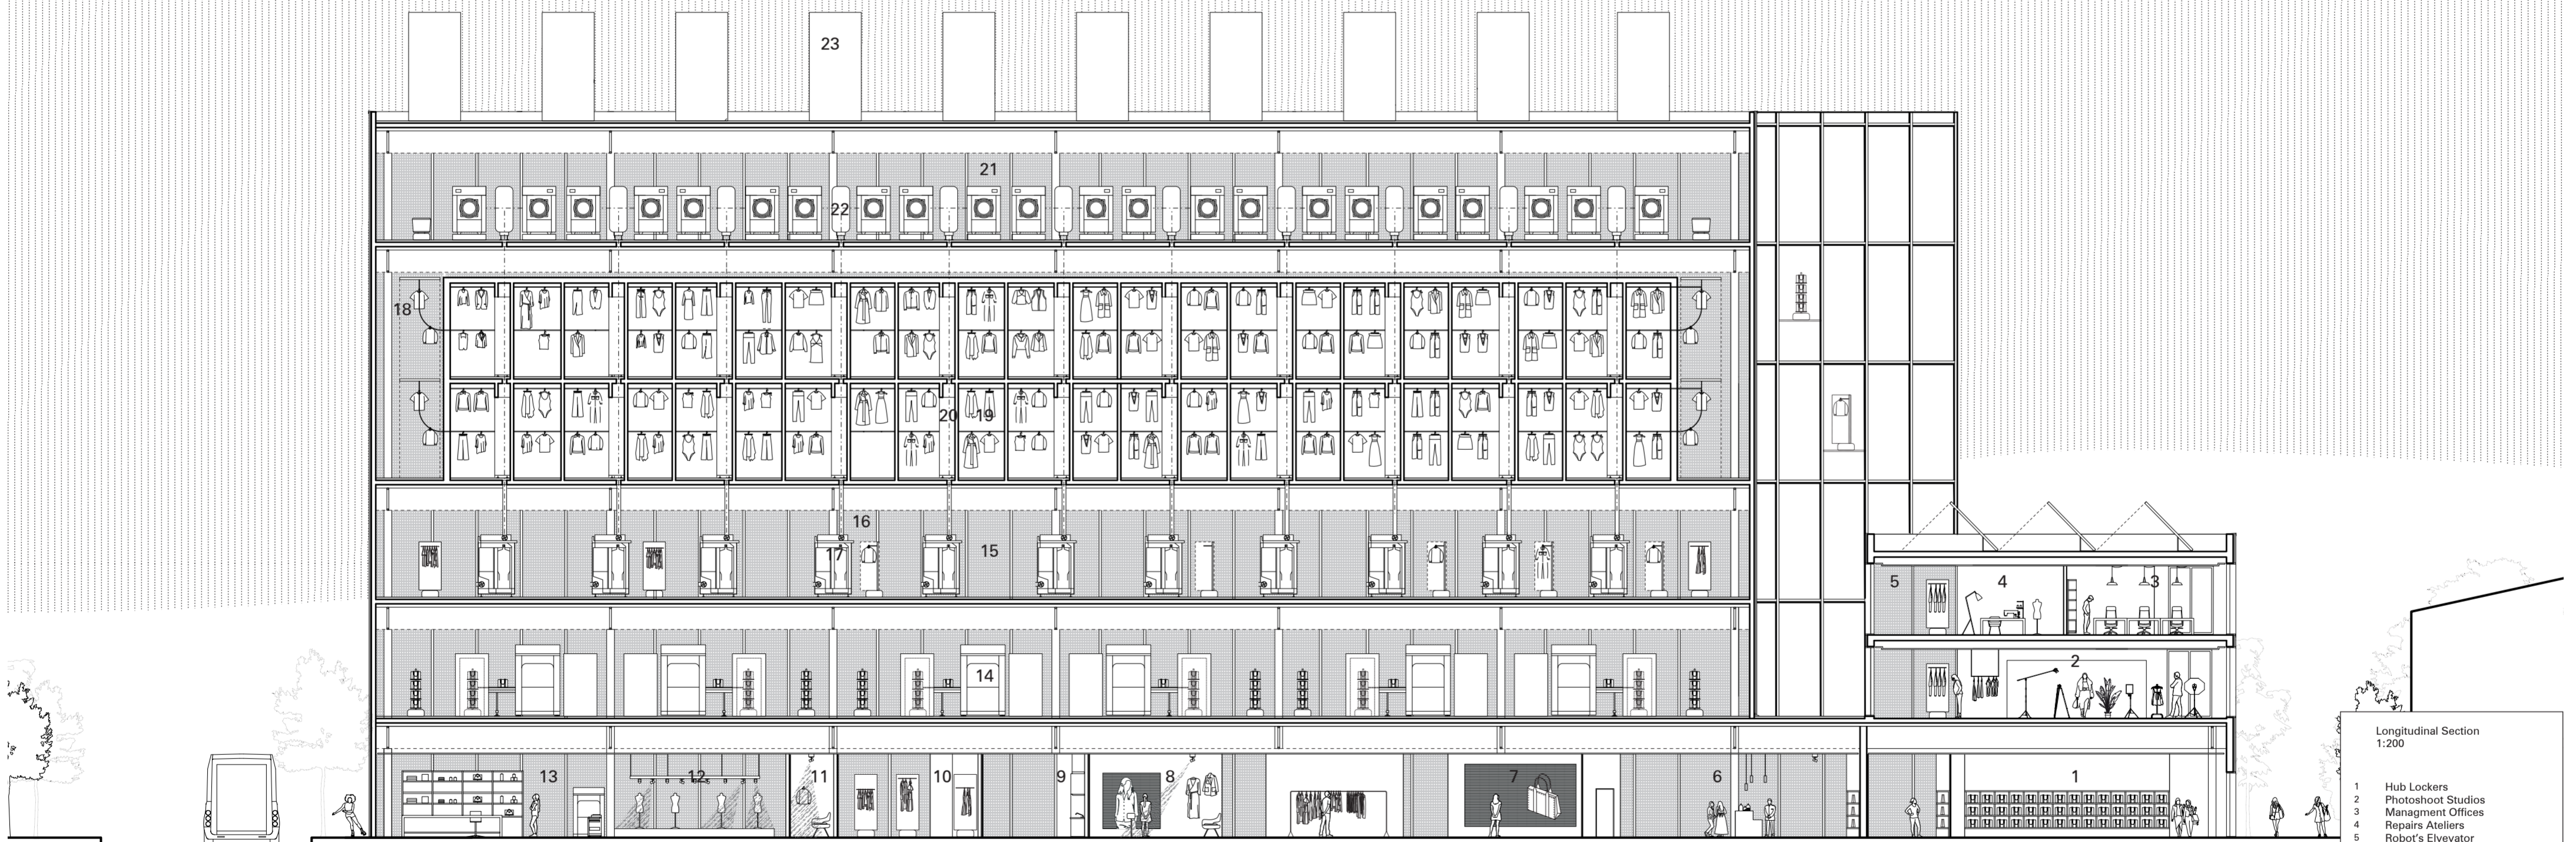 23
21
22
18
20 19
16
17
15
5 4 3
14
2
13 12 11 10 9 8 7 6 1
Longitudinal Section
1:200
1 Hub Lockers
2 Photoshoot Studios
3 Managment Offices
4 Repairs Ateliers
5 Robot's Elvevator